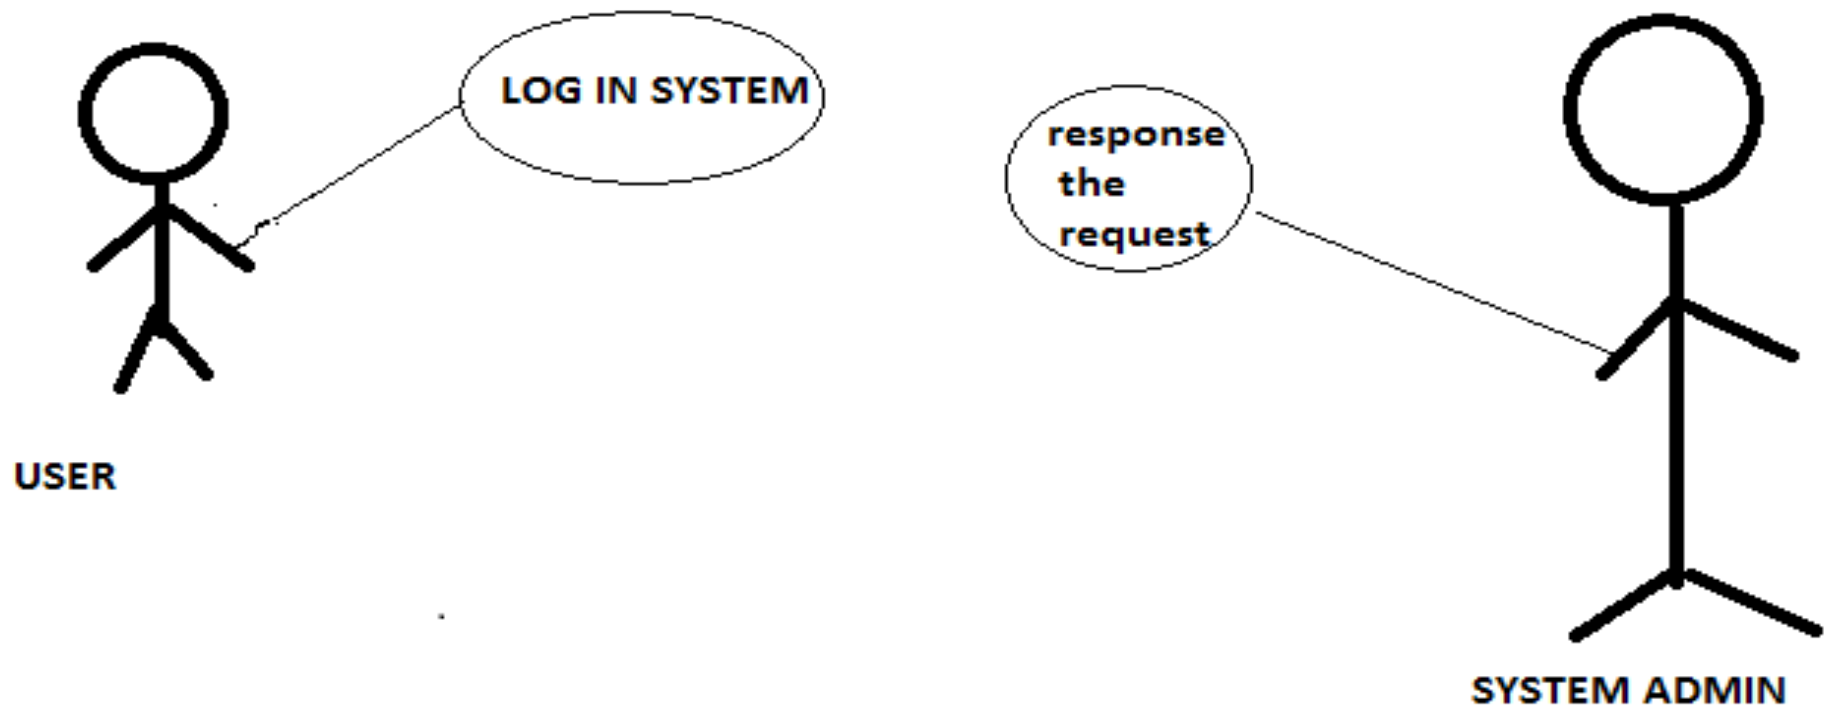 LOG IN SYSTEM
response
the
request
USER
SYSTEM ADMIN